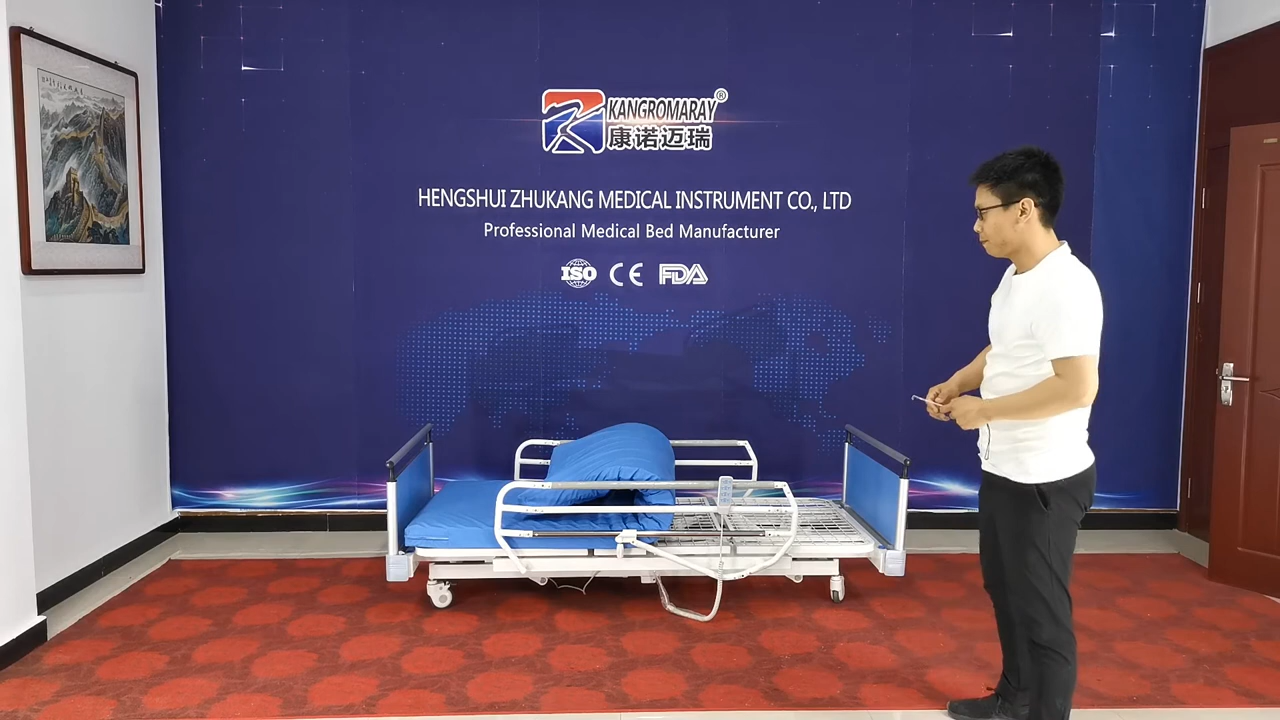 KANGROMARAY®
康诺迈瑞
HENGSHUI ZHUKANG MEDICAL INSTRUMENT CO., LTD
Professional Medical Bed Manufacturer
ISO CE FDA